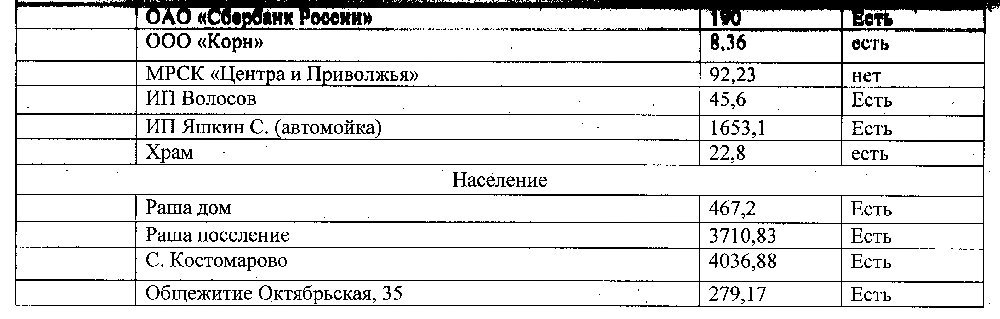 ОАО «Сбербанк России» 190 Есть
ООО «Корн» 8,36 есть
МРСК «Центра и Приволжья» 92,23 нет
ИП Волосов 45,6 Есть
ИП Яшкин С. (автомойка) 1653,1 Есть
Храм 22,8 есть
Население
Раша дом 467,2 Есть
Раша поселение 3710,83 Есть
С. Костомарово 4036,88 Есть
Общежитие Октябрьская, 35 279,17 Есть